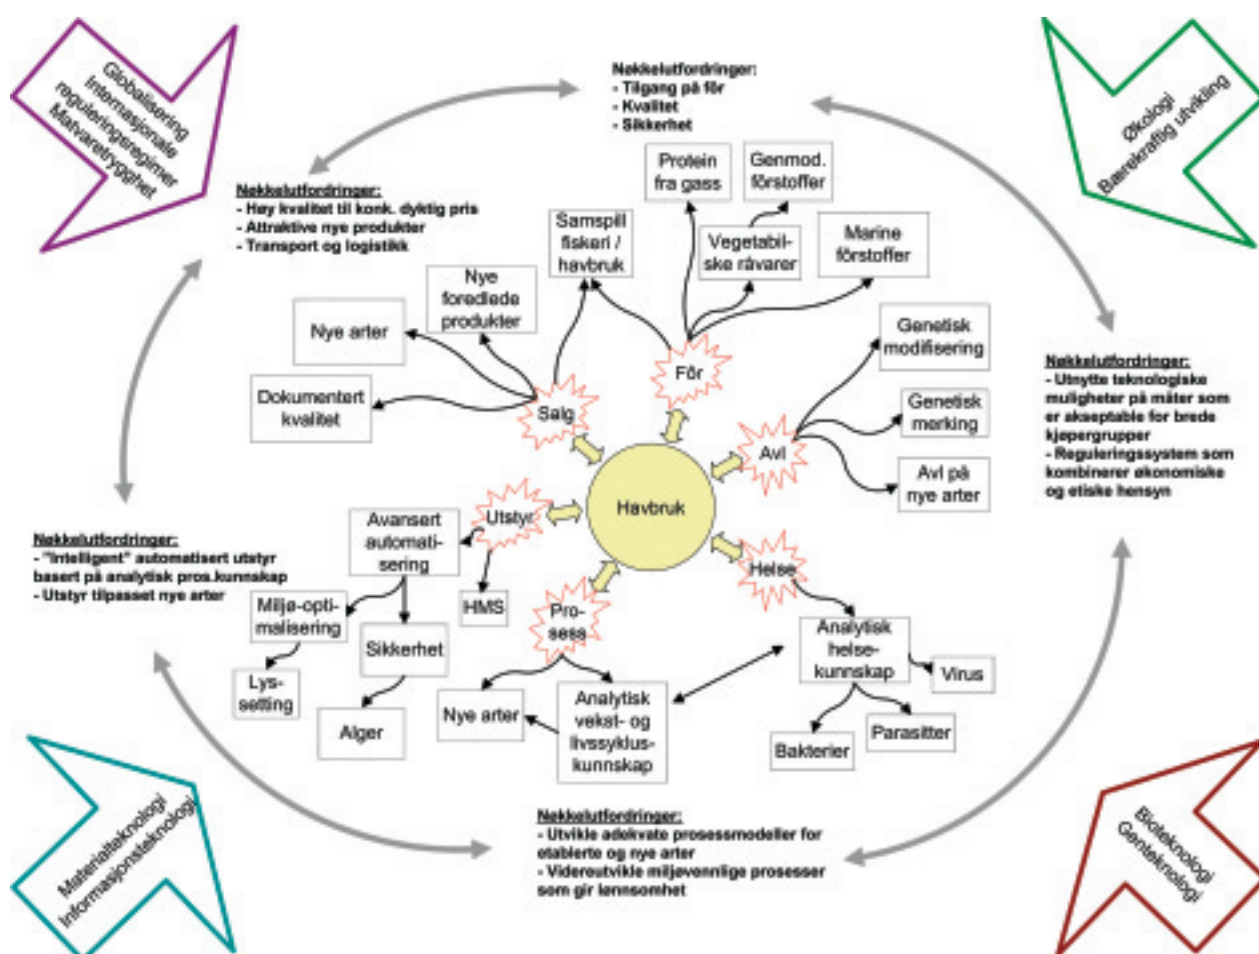 Globalisering
Internasjonale
reguleringsregimer
Matvaretrygghet
Nøkkelutfordringer:
- Tilgang på fôr
- Kvalitet
- Sikkerhet
Økologi
Bærekraftig utvikling
Nøkkelutfordringer:
- Høy kvalitet til konk. dyktig pris
- Attraktive nye produkter
- Transport og logistikk
Protein
fra gass
Genmod.
fôrstoffer
Samspill
fiskeri /
havbruk
Vegetabil-
ske råvarer
Marine
fôrstoffer
Nye
foredlede
produkter
Nye arter
Dokumentert
kvalitet
Genetisk
modifisering
Genetisk
merking
Avl på
nye arter
Nøkkelutfordringer:
- Utnytte teknologiske
muligheter på måter som
er akseptable for brede
kjøpergrupper
- Reguleringssystem som
kombinerer økonomiske
og etiske hensyn
Salg
Fôr
Avl
Havbruk
Utstyr
Helse
Pro-
sess
Nøkkelutfordringer:
- "Intelligent" automatisert utstyr
basert på analytisk pros.kunnskap
- Utstyr tilpasset nye arter
Avansert
automati-
sering
HMS
Miljø-opti-
malisering
Sikkerhet
Lys-
setting
Alger
Nye arter
Analytisk
vekst- og
livssyklus-
kunnskap
Analytisk
helse-
kunnskap
Virus
Bakterier
Parasitter
Materialteknologi
Informasjonsteknologi
Nøkkelutfordringer:
- Utvikle adekvate prosessmodeller for
etablerte og nye arter
- Videreutvikle miljøvennlige prosesser
som gir lønnsomhet
Bioteknologi
Genteknologi